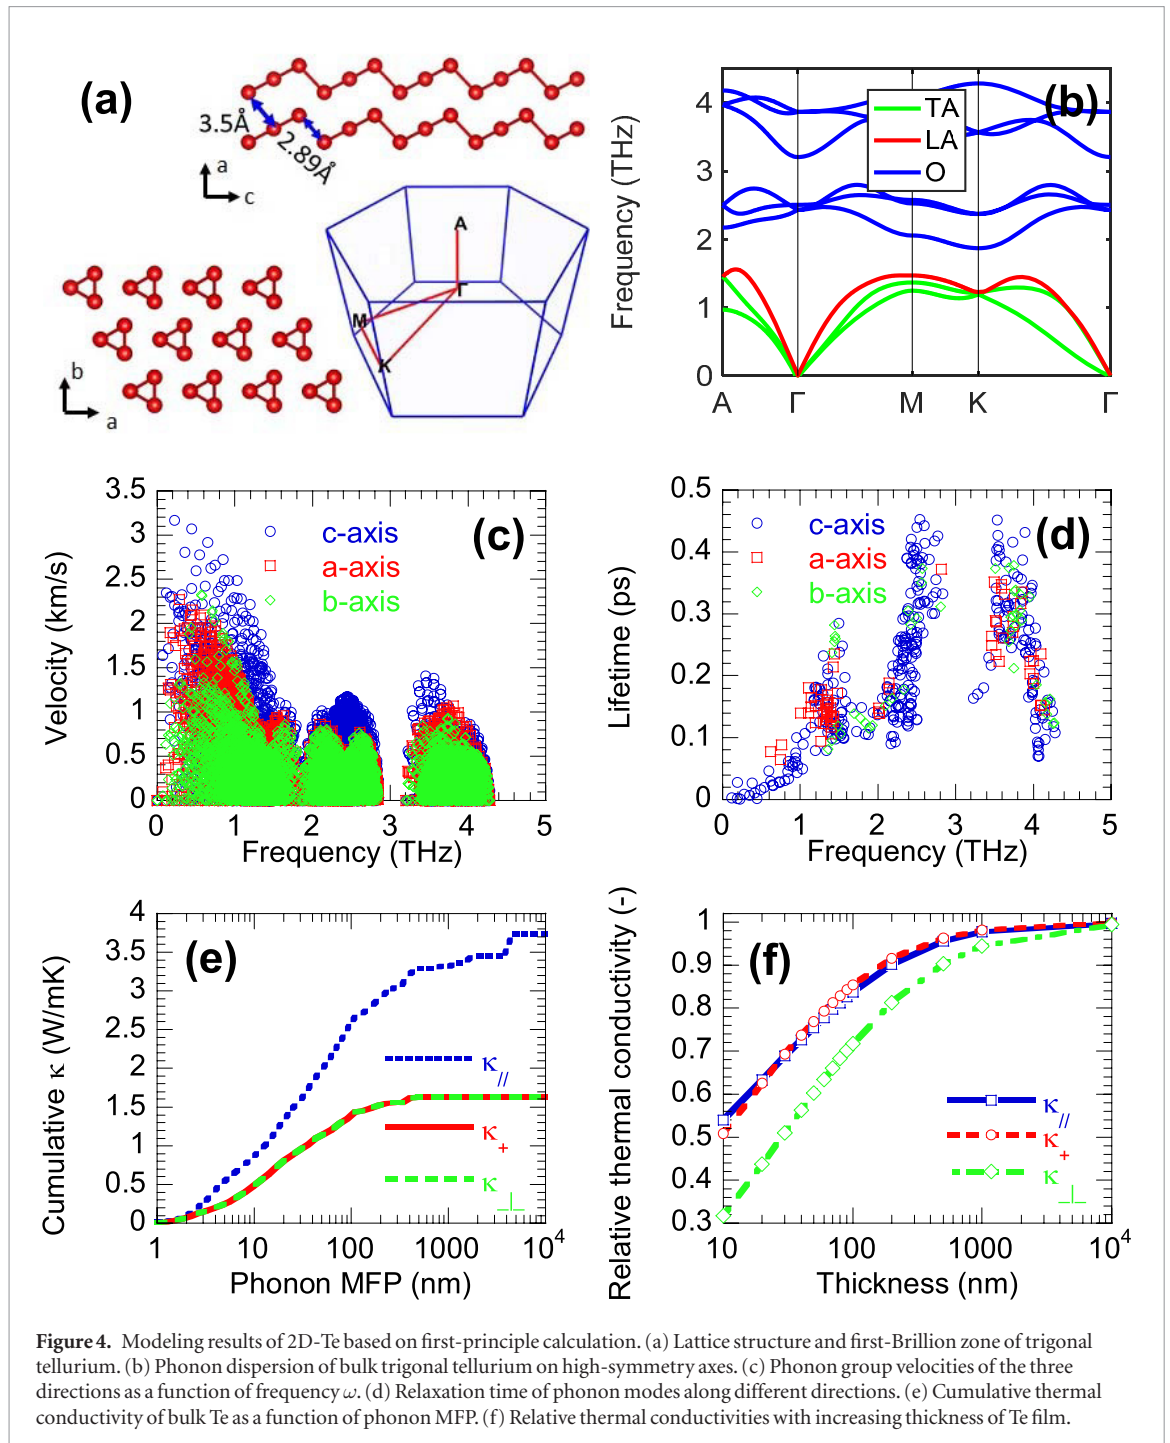 (a)
3.5Å
2.89Å
a
c
b
a
A
Γ
M
K
(b)
TA
LA
O
Frequency (THz)
4
3
2
1
0
A Γ M K Γ
(c)
c-axis
a-axis
b-axis
Velocity (km/s)
3.5
3
2.5
2
1.5
1
0.5
0
0 1 2 3 4 5
Frequency (THz)
(d)
c-axis
a-axis
b-axis
Lifetime (ps)
0.5
0.4
0.3
0.2
0.1
0
0 1 2 3 4 5
Frequency (THz)
(e)
Cumulative κ (W/mK)
4
3.5
3
2.5
2
1.5
1
0.5
0
κ//
κ+
κ⊥
1 10 100 1000 10⁴
Phonon MFP (nm)
(f)
Relative thermal conductivity (-)
1
0.9
0.8
0.7
0.6
0.5
0.4
0.3
κ//
κ+
κ⊥
10 100 1000 10⁴
Thickness (nm)
Figure 4. Modeling results of 2D-Te based on first-principle calculation. (a) Lattice structure and first-Brillion zone of trigonal
tellurium. (b) Phonon dispersion of bulk trigonal tellurium on high-symmetry axes. (c) Phonon group velocities of the three
directions as a function of frequency ω. (d) Relaxation time of phonon modes along different directions. (e) Cumulative thermal
conductivity of bulk Te as a function of phonon MFP. (f) Relative thermal conductivities with increasing thickness of Te film.